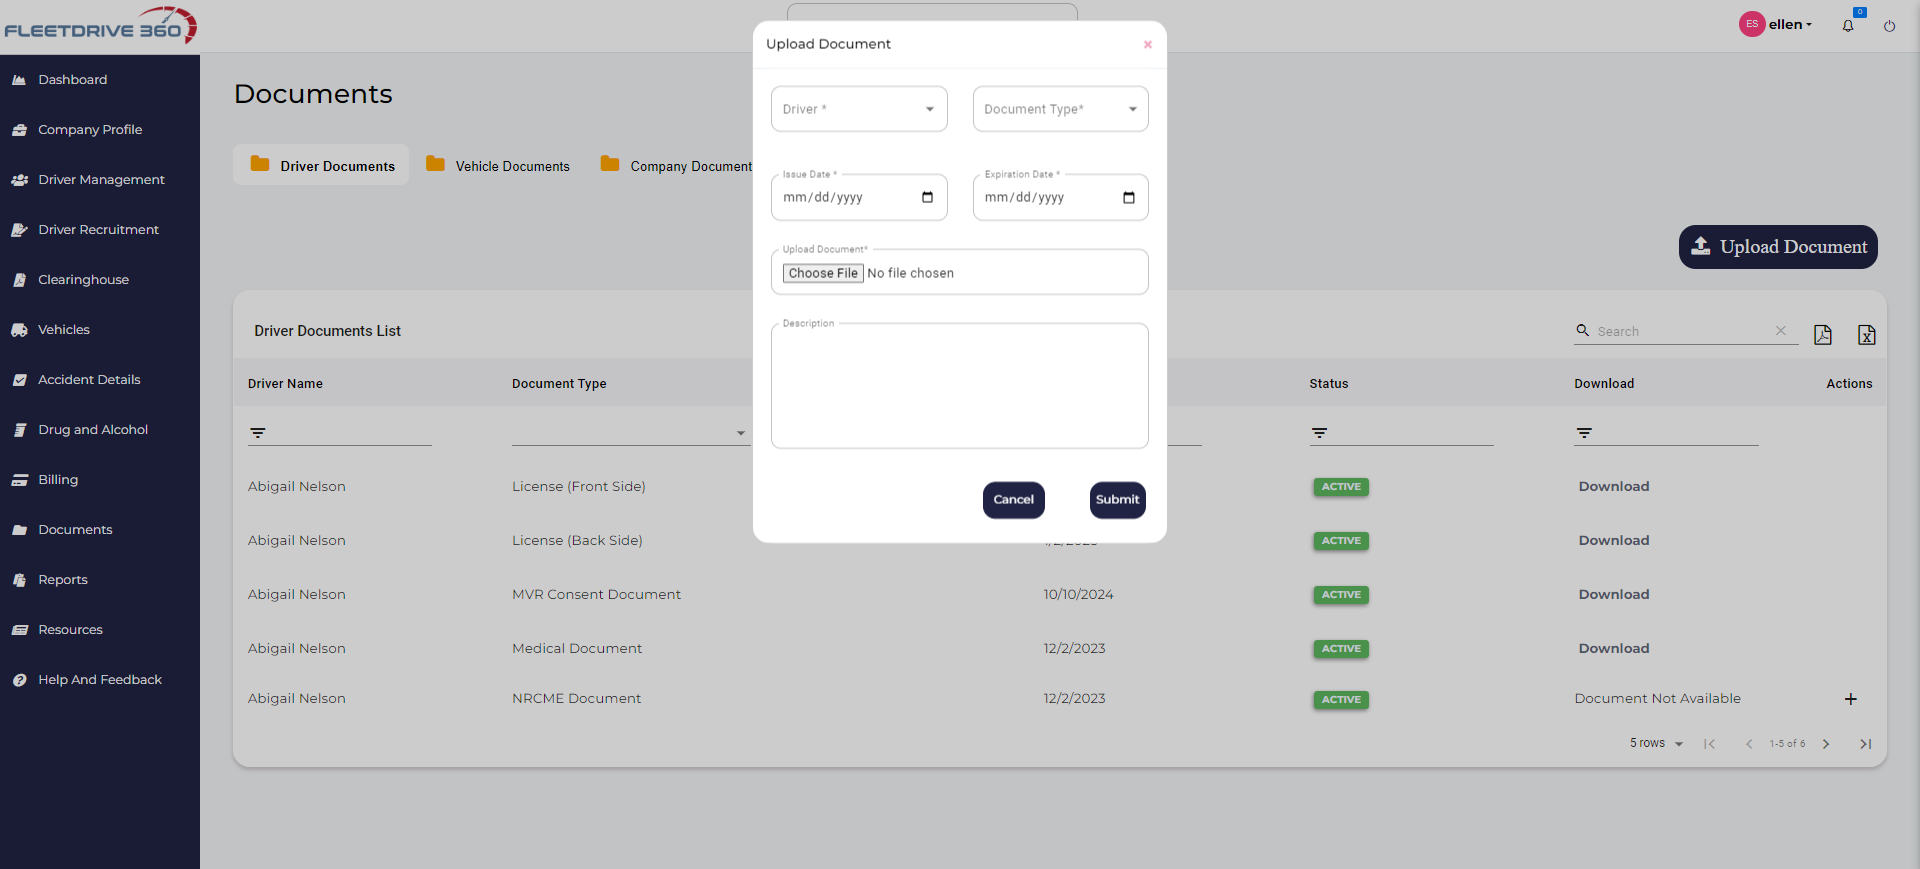 FLEETDRIVE 360
ES ellen
0
Dashboard
Company Profile
Driver Management
Driver Recruitment
Clearinghouse
Vehicles
Accident Details
Drug and Alcohol
Billing
Documents
Reports
Resources
Help And Feedback
Documents
Driver Documents
Vehicle Documents
Company Document
Upload Document
Upload Document
Driver *
Document Type*
Issue Date *
mm/dd/yyyy
Expiration Date *
mm/dd/yyyy
Upload Document*
Choose File No file chosen
Description
Cancel
Submit
Driver Documents List
Search
Driver Name Document Type Status Download Actions
Abigail Nelson License (Front Side) ACTIVE Download
Abigail Nelson License (Back Side) ACTIVE Download
Abigail Nelson MVR Consent Document 10/10/2024 ACTIVE Download
Abigail Nelson Medical Document 12/2/2023 ACTIVE Download
Abigail Nelson NRCME Document 12/2/2023 ACTIVE Document Not Available
5 rows 1-5 of 6